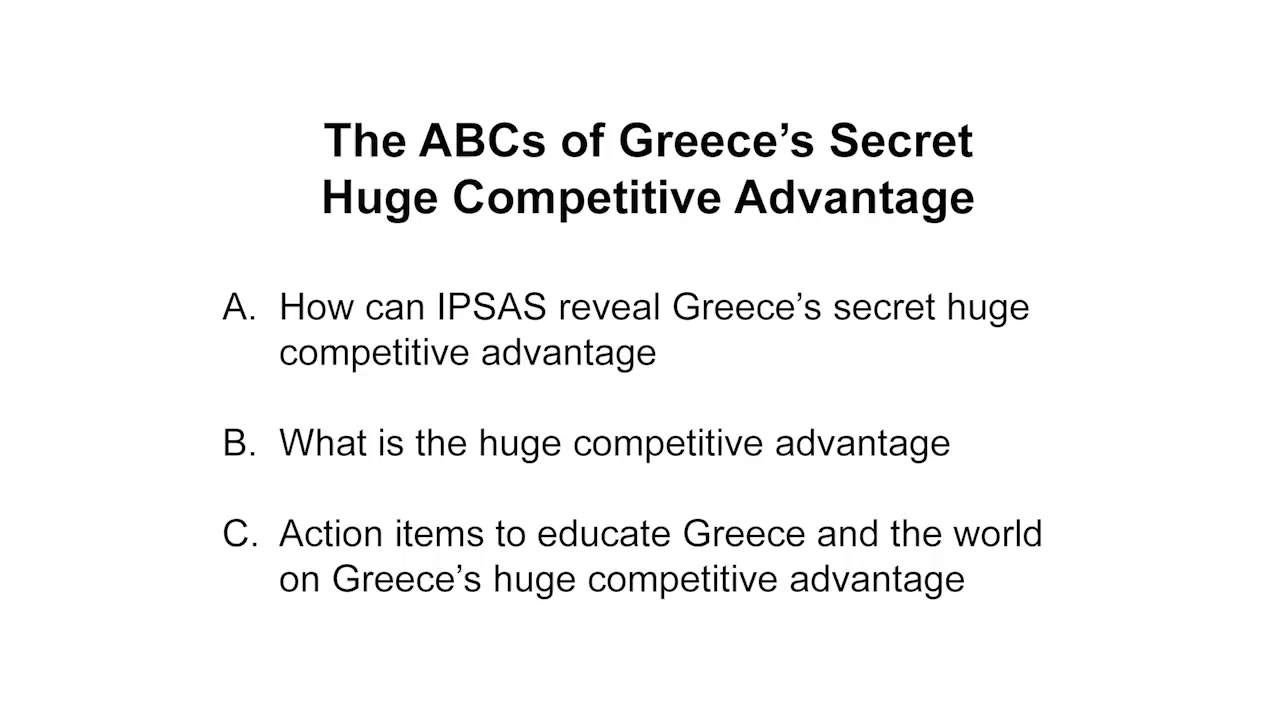 The ABCs of Greece’s Secret
Huge Competitive Advantage
A. How can IPSAS reveal Greece’s secret huge
competitive advantage
B. What is the huge competitive advantage
C. Action items to educate Greece and the world
on Greece’s huge competitive advantage